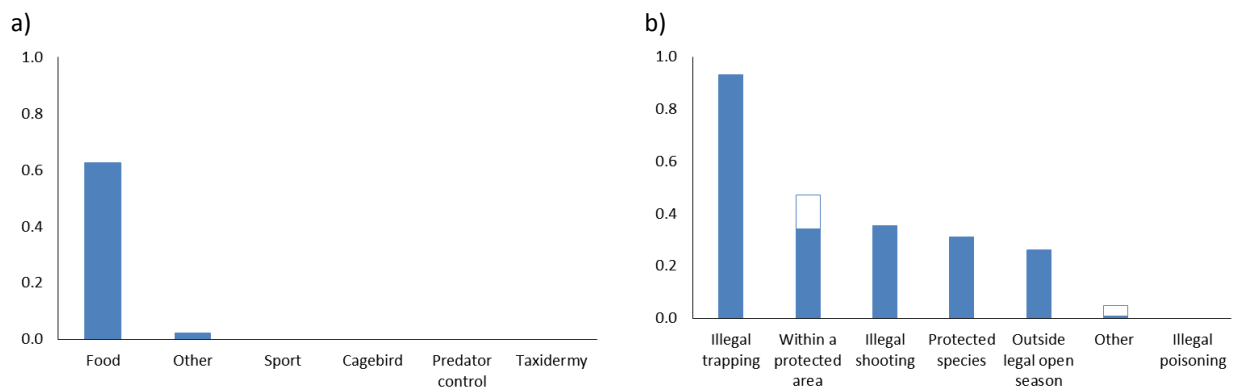 a)
1.0
0.8
0.6
0.4
0.2
0.0
Food
Other
Sport
Cagebird
Predator
control
Taxidermy
b)
1.0
0.8
0.6
0.4
0.2
0.0
Illegal
trapping
Within a
protected
area
Illegal
shooting
Protected
species
Outside
legal open
season
Other
Illegal
poisoning